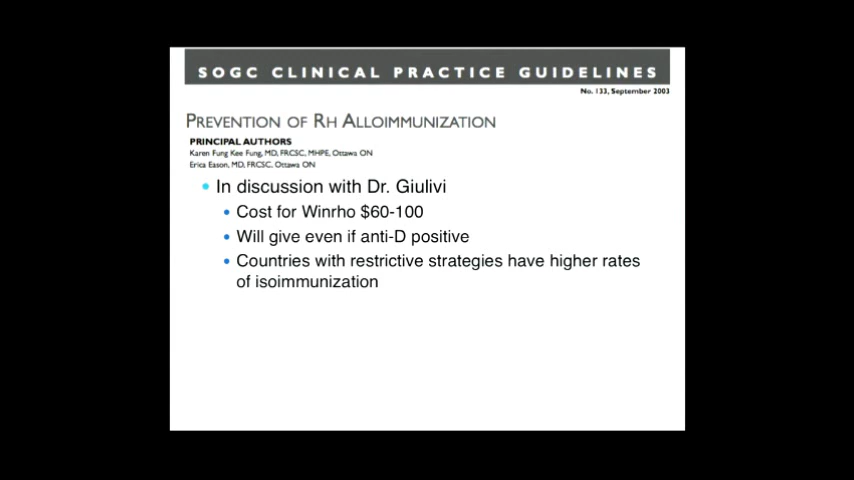 SOGC CLINICAL PRACTICE GUIDELINES
No. 133, September 2003
PREVENTION OF RH ALLOIMMUNIZATION
PRINCIPAL AUTHORS
Karen Fung Kee Fung, MD, FRCSC, MHPE, Ottawa ON
Erica Eason, MD, FRCSC, Ottawa ON
• In discussion with Dr. Giulivi
• Cost for Winrho $60-100
• Will give even if anti-D positive
• Countries with restrictive strategies have higher rates
of isoimmunization